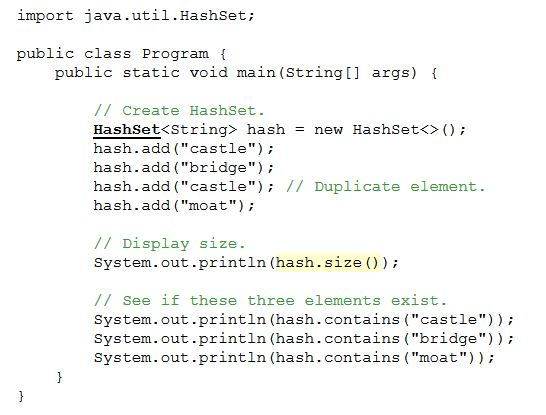 import java.util.HashSet;
public class Program {
public static void main(String[] args) {
// Create HashSet.
HashSet<String> hash = new HashSet<>();
hash.add("castle");
hash.add("bridge");
hash.add("castle"); // Duplicate element.
hash.add("moat");
// Display size.
System.out.println(hash.size());
// See if these three elements exist.
System.out.println(hash.contains("castle"));
System.out.println(hash.contains("bridge"));
System.out.println(hash.contains("moat"));
}
}